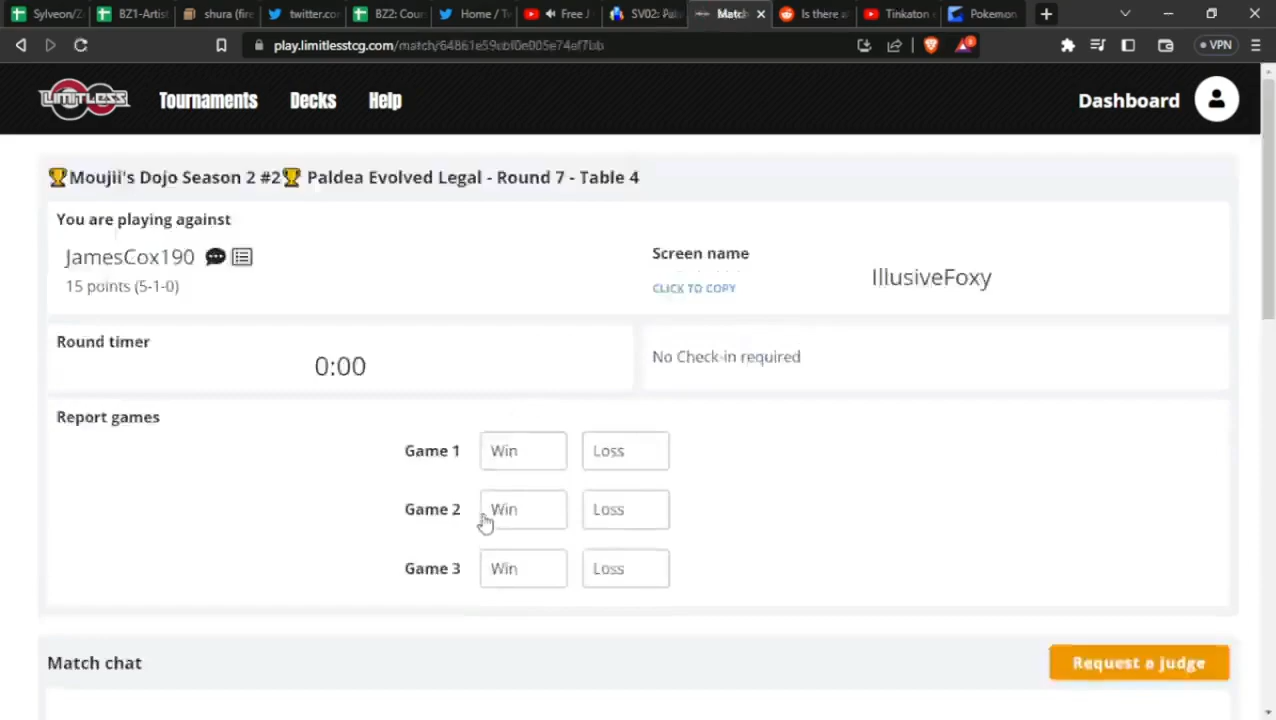 Sylveon/Z
BZ1-Artist
shura (fire
twitter.co
BZ2: Cour
Home / T
Free J
SV02: Pal
Match
Is there a
Tinkaton
Pokemon
play.limitlesstcg.com/match/64861e59cbf0e005e74ef7bb
VPN
LIMITLESS
Tournaments
Decks
Help
Dashboard
🏆Moujii's Dojo Season 2 #2🏆 Paldea Evolved Legal - Round 7 - Table 4
You are playing against
JamesCox190
15 points (5-1-0)
Screen name
CLICK TO COPY
IllusiveFoxy
Round timer
0:00
No Check-in required
Report games
Game 1 Win Loss
Game 2 Win Loss
Game 3 Win Loss
Match chat
Request a judge